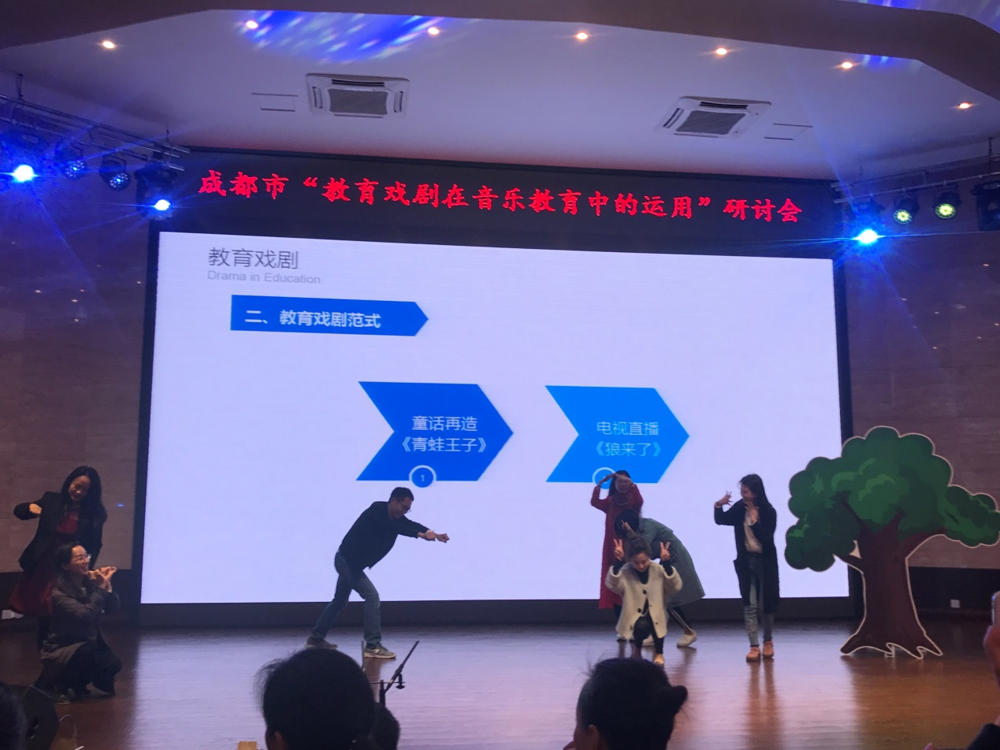 成都市“教育戏剧在音乐教育中的运用”研讨会
教育戏剧
Drama in Education
二、教育戏剧范式
童话再造
《青蛙王子》
1
电视直播
《狼来了》